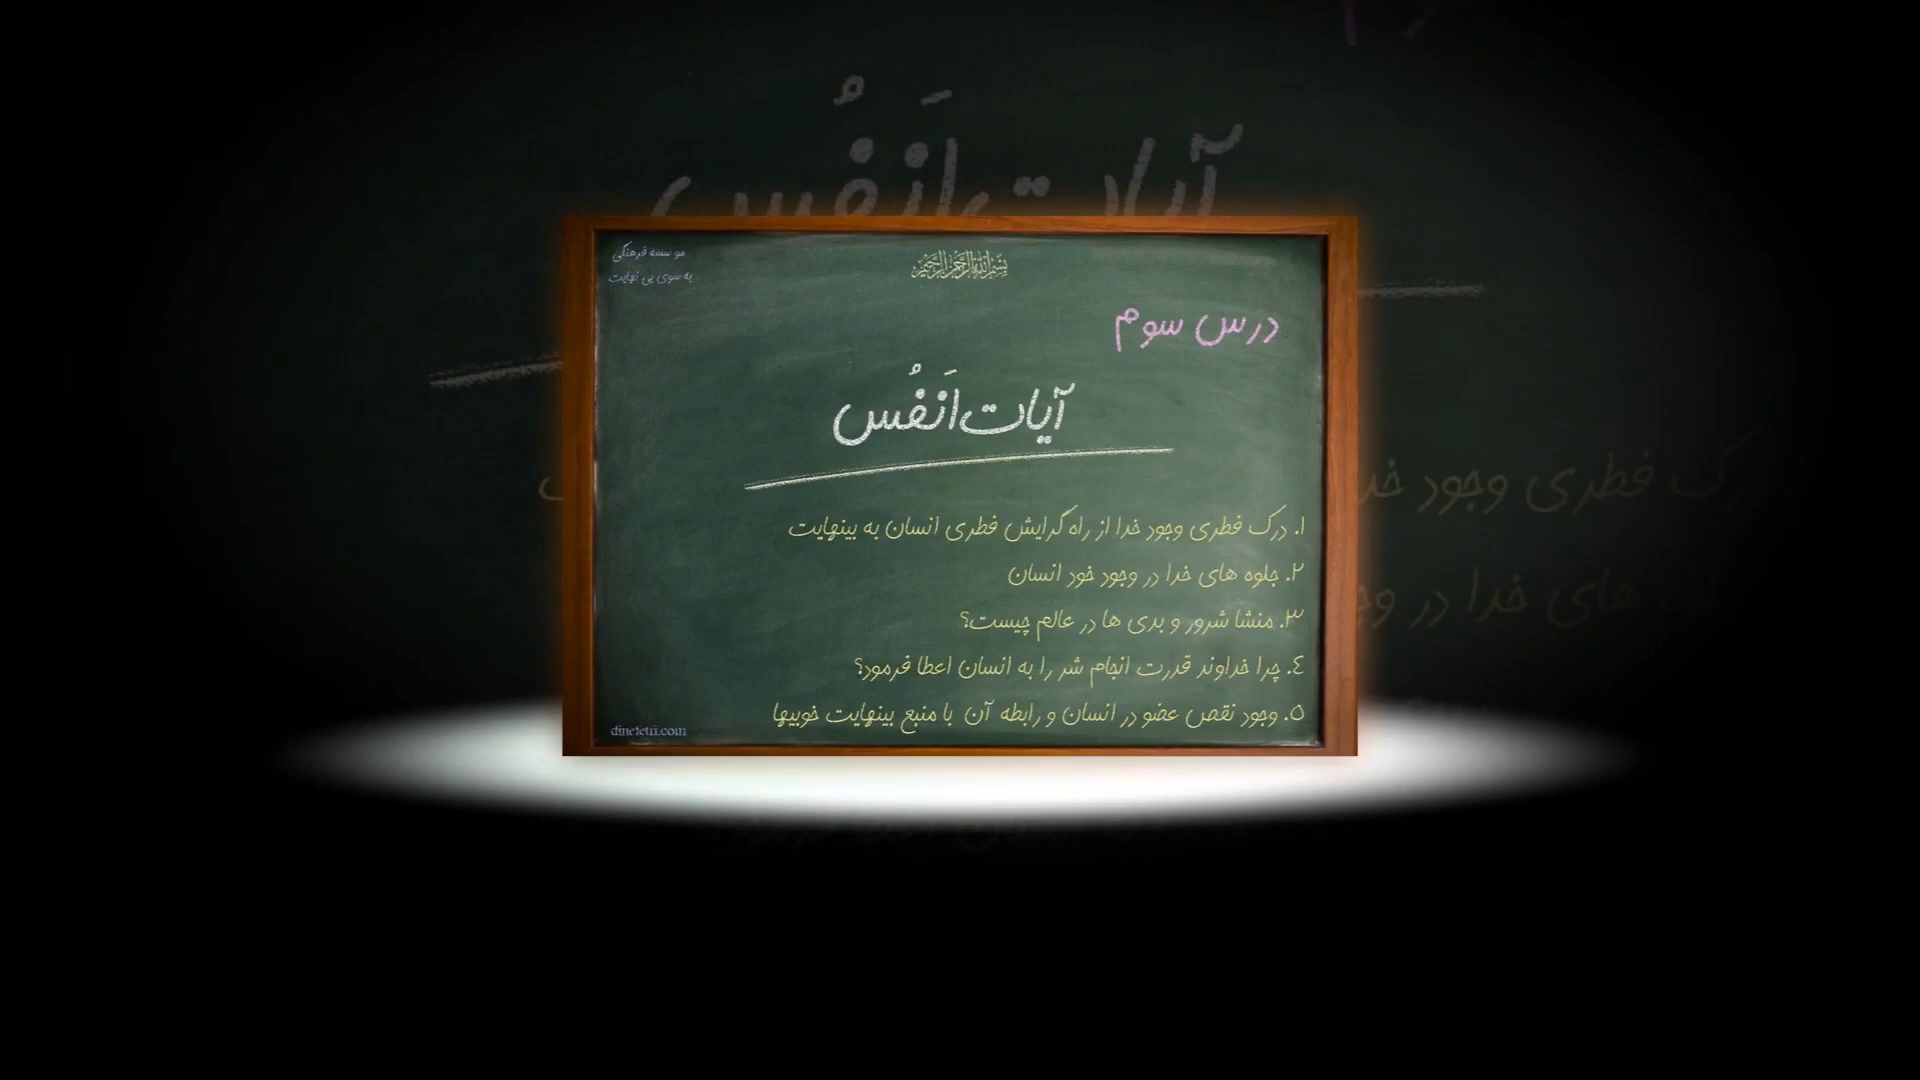 بسم الله الرحمن الرحیم
موسسه فرهنگی
به سوی بی نهایت
درس سوم
آیات اَنفُس
۱. درک فطری وجود خدا از راه گرایش فطری انسان به بینهایت
۲. جلوه های خدا در وجود خود انسان
۳. منشا شرور و بدی ها در عالم چیست؟
٤. چرا خداوند قدرت انجام شر را به انسان اعطا فرمود؟
۵. وجود نقص عضو در انسان و رابطه آن با منبع بینهایت خوبیها
dinefetri.com